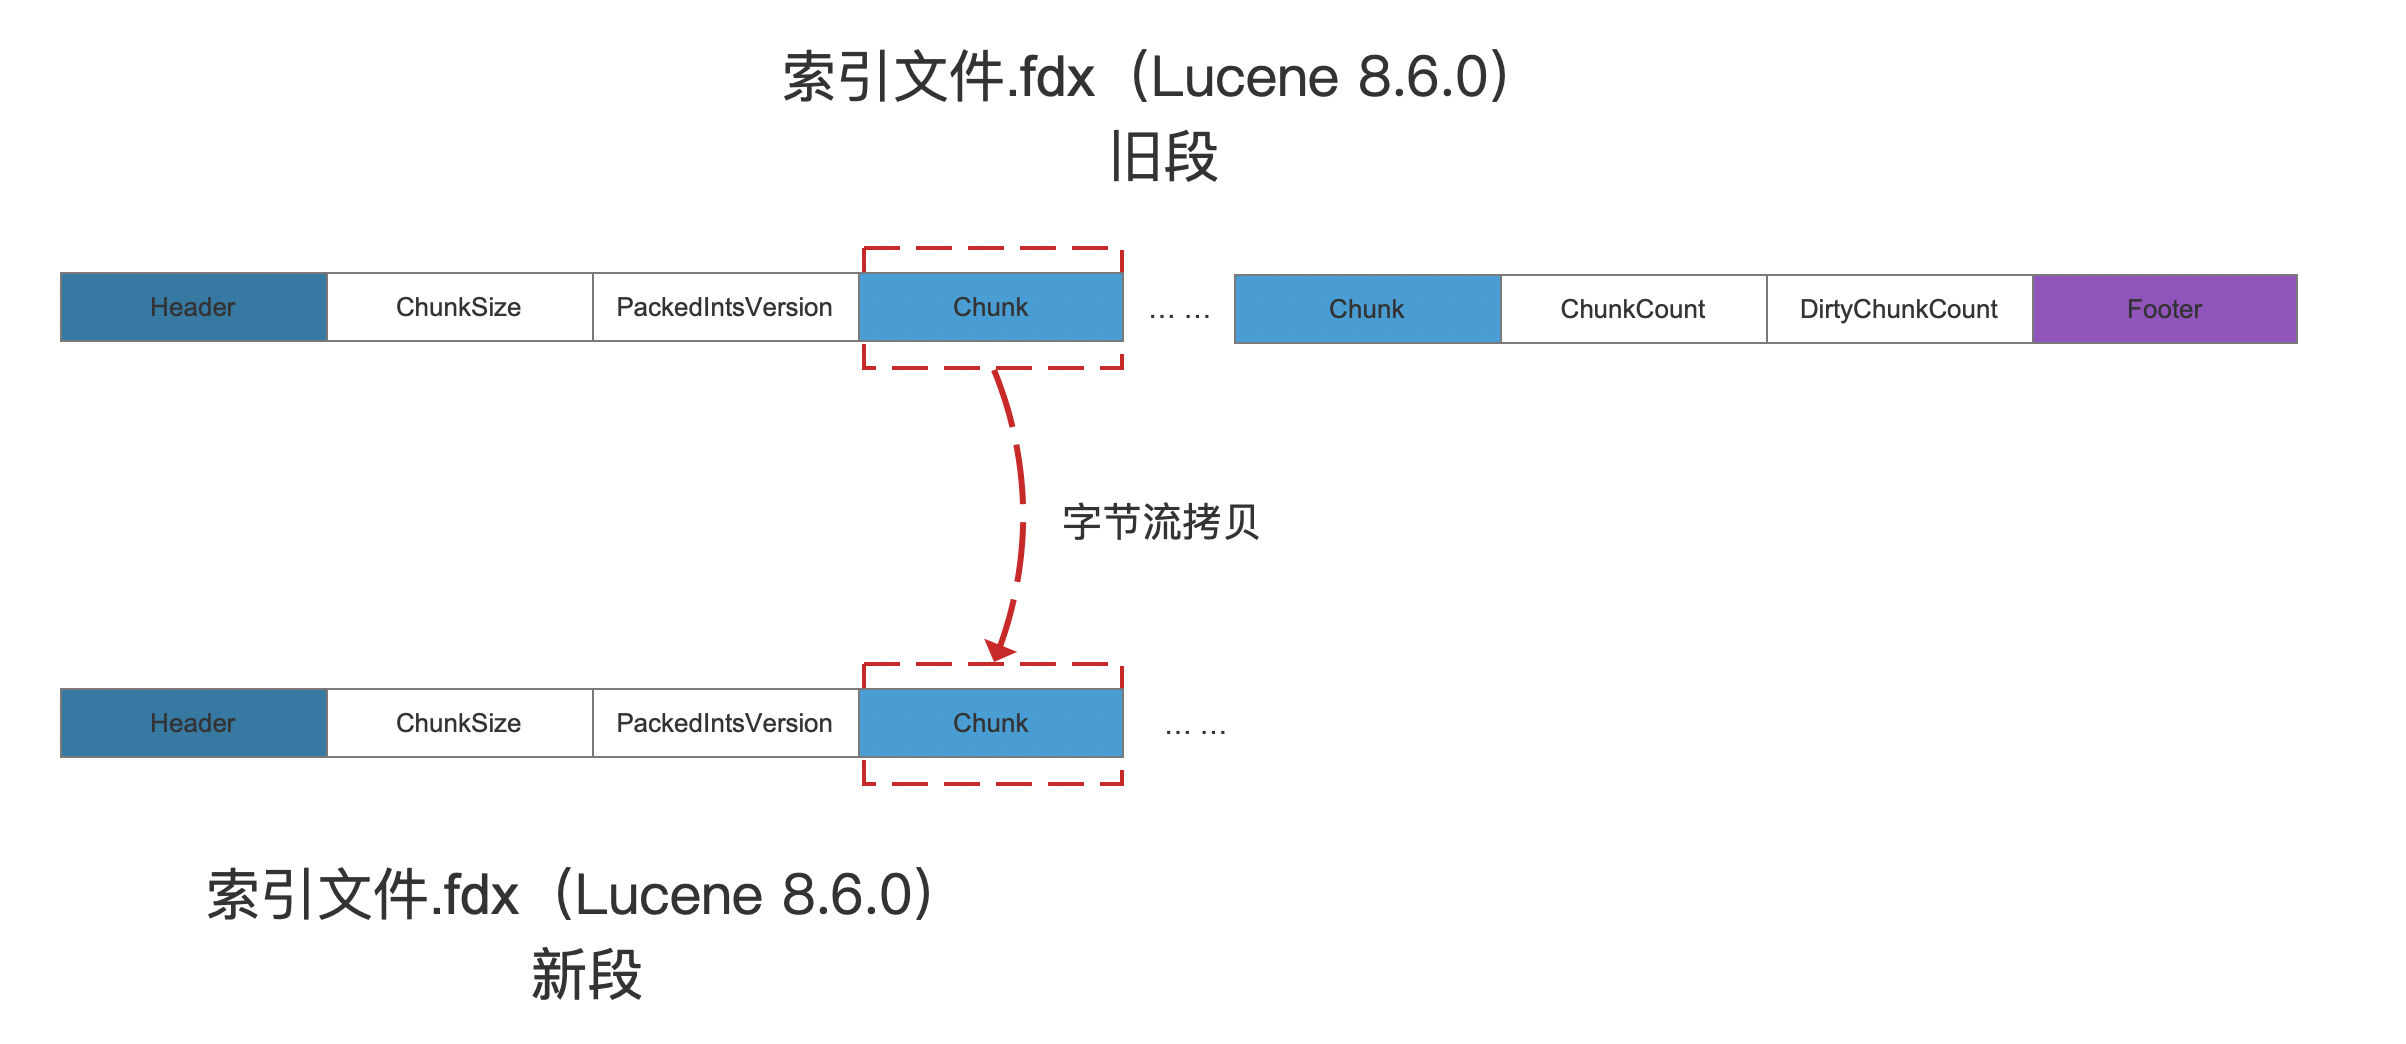 索引文件.fdx（Lucene 8.6.0）
旧段
Header ChunkSize PackedIntsVersion Chunk ... ... Chunk ChunkCount DirtyChunkCount Footer
字节流拷贝
Header ChunkSize PackedIntsVersion Chunk ... ...
索引文件.fdx（Lucene 8.6.0）
新段